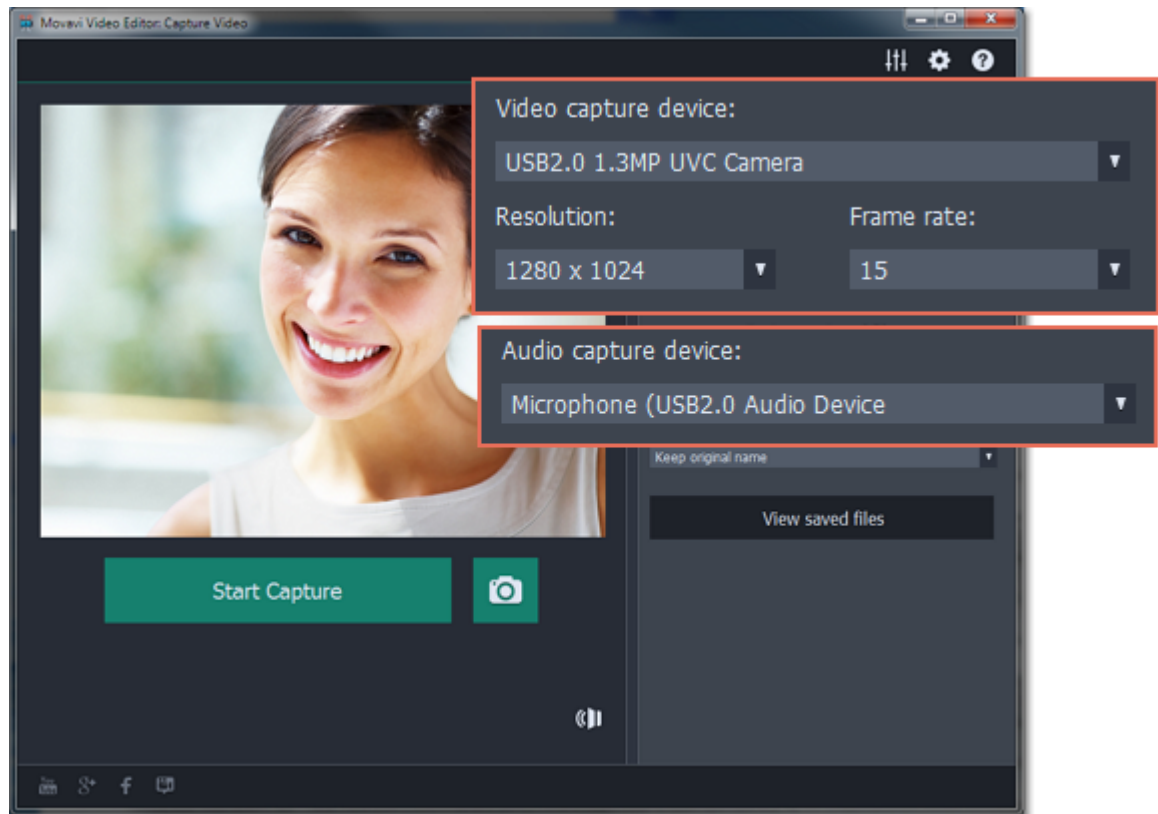 Movavi Video Editor: Capture Video
Video capture device:
USB2.0 1.3MP UVC Camera
Resolution:
Frame rate:
1280 x 1024
15
Audio capture device:
Microphone (USB2.0 Audio Device
Keep original name
View saved files
Start Capture